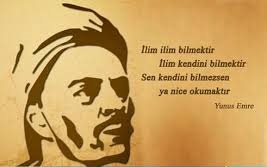 İlim ilim bilmektir
İlim kendini bilmektir
Sen kendini bilmezsen
ya nice okumaktır
Yunus Emre